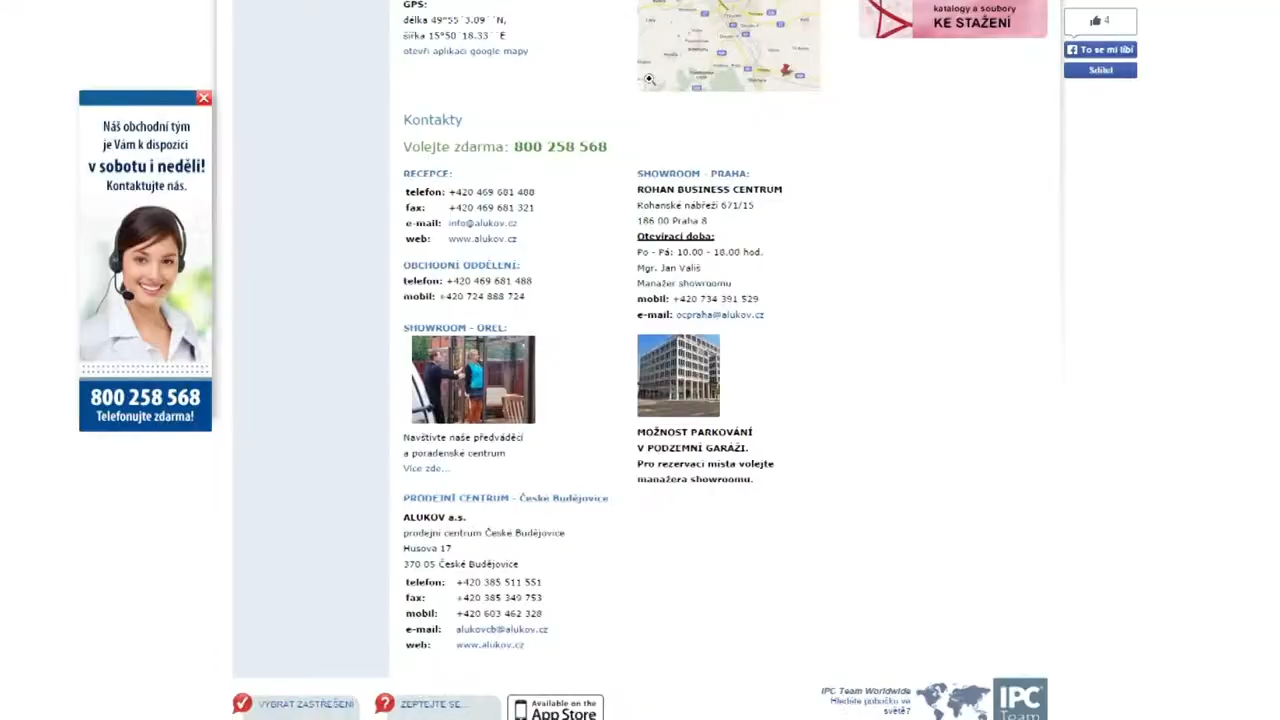 GPS:
délka 49°55´3.09´´N,
šířka 15°50´18.33´´E
otevři aplikaci google mapy
katalogy a soubory
KE STAŽENÍ
4
To se mi líbí
Sdílet
Náš obchodní tým
je Vám k dispozici
v sobotu i neděli!
Kontaktujte nás.
800 258 568
Telefonujte zdarma!
Kontakty
Volejte zdarma: 800 258 568
RECEPCE:
telefon: +420 469 681 488
fax: +420 469 681 321
e-mail: info@alukov.cz
web: www.alukov.cz
OBCHODNÍ ODDĚLENÍ:
telefon: +420 469 681 488
mobil: +420 724 888 724
SHOWROOM - OREL:
Navštivte naše předváděcí
a poradenské centrum
Více zde...
PRODEJNÍ CENTRUM - České Budějovice
ALUKOV a.s.
prodejní centrum České Budějovice
Husova 17
370 05 České Budějovice
telefon: +420 385 511 551
fax: +420 385 349 753
mobil: +420 603 462 328
e-mail: alukovcb@alukov.cz
web: www.alukov.cz
SHOWROOM - PRAHA:
ROHAN BUSINESS CENTRUM
Rohanské nábřeží 671/15
186 00 Praha 8
Otevírací doba:
Po - Pá: 10.00 - 18.00 hod.
Mgr. Jan Vališ
Manažer showroomu
mobil: +420 734 391 529
e-mail: ocpraha@alukov.cz
MOŽNOST PARKOVÁNÍ
V PODZEMNÍ GARÁŽI.
Pro rezervaci místa volejte
manažera showroomu.
VYBRAT ZASTŘEŠENÍ
ZEPTEJTE SE...
Available on the
App Store
IPC Team Worldwide
Hledáte pobočku ve
světě?
IPC
Team